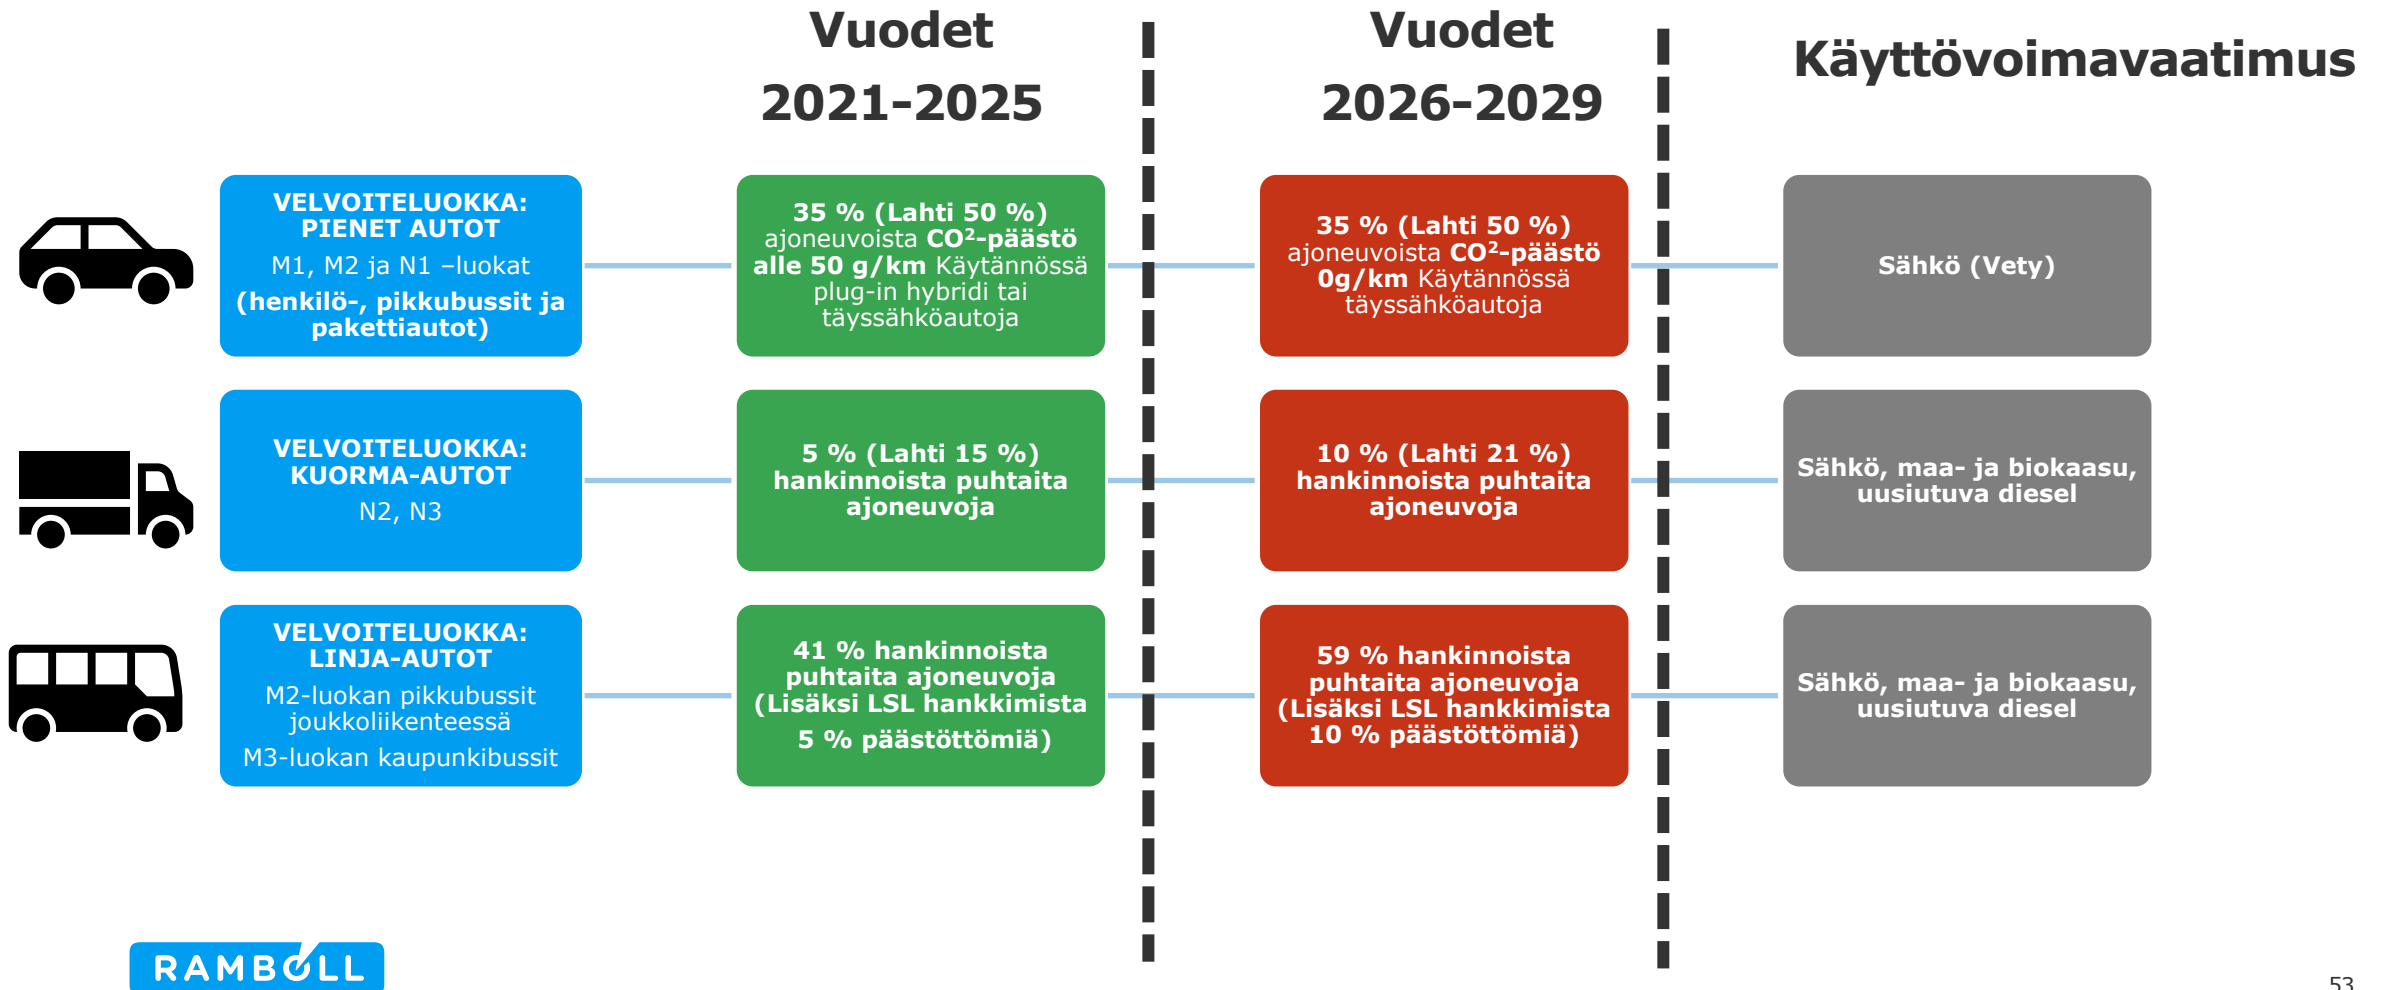 Vuodet
2021–2025
Vuodet
2026–2029
Käyttövoimavaatimus
VELVOITELUOKKA:
PIENET AUTOT
M1, M2 ja N1 –luokat
(henkilö-, pikkubussit ja
pakettiautot)
35 % (Lahti 50 %)
ajoneuvoista CO²-päästö
alle 50 g/km Käytännössä
plug-in hybridi tai
täyssähköautoja
35 % (Lahti 50 %)
ajoneuvoista CO²-päästö
0g/km Käytännössä
täyssähköautoja
Sähkö (Vety)
VELVOITELUOKKA:
KUORMA-AUTOT
N2, N3
5 % (Lahti 15 %)
hankinnoista puhtaita
ajoneuvoja
10 % (Lahti 21 %)
hankinnoista puhtaita
ajoneuvoja
Sähkö, maa- ja biokaasu,
uusiutuva diesel
VELVOITELUOKKA:
LINJA-AUTOT
M2-luokan pikkubussit
joukkoliikenteessä
M3-luokan kaupunkibussit
41 % hankinnoista
puhtaita ajoneuvoja
(Lisäksi LSL hankkimista
5 % päästöttömiä)
59 % hankinnoista
puhtaita ajoneuvoja
(Lisäksi LSL hankkimista
10 % päästöttömiä)
Sähkö, maa- ja biokaasu,
uusiutuva diesel
RAMBOLL
53